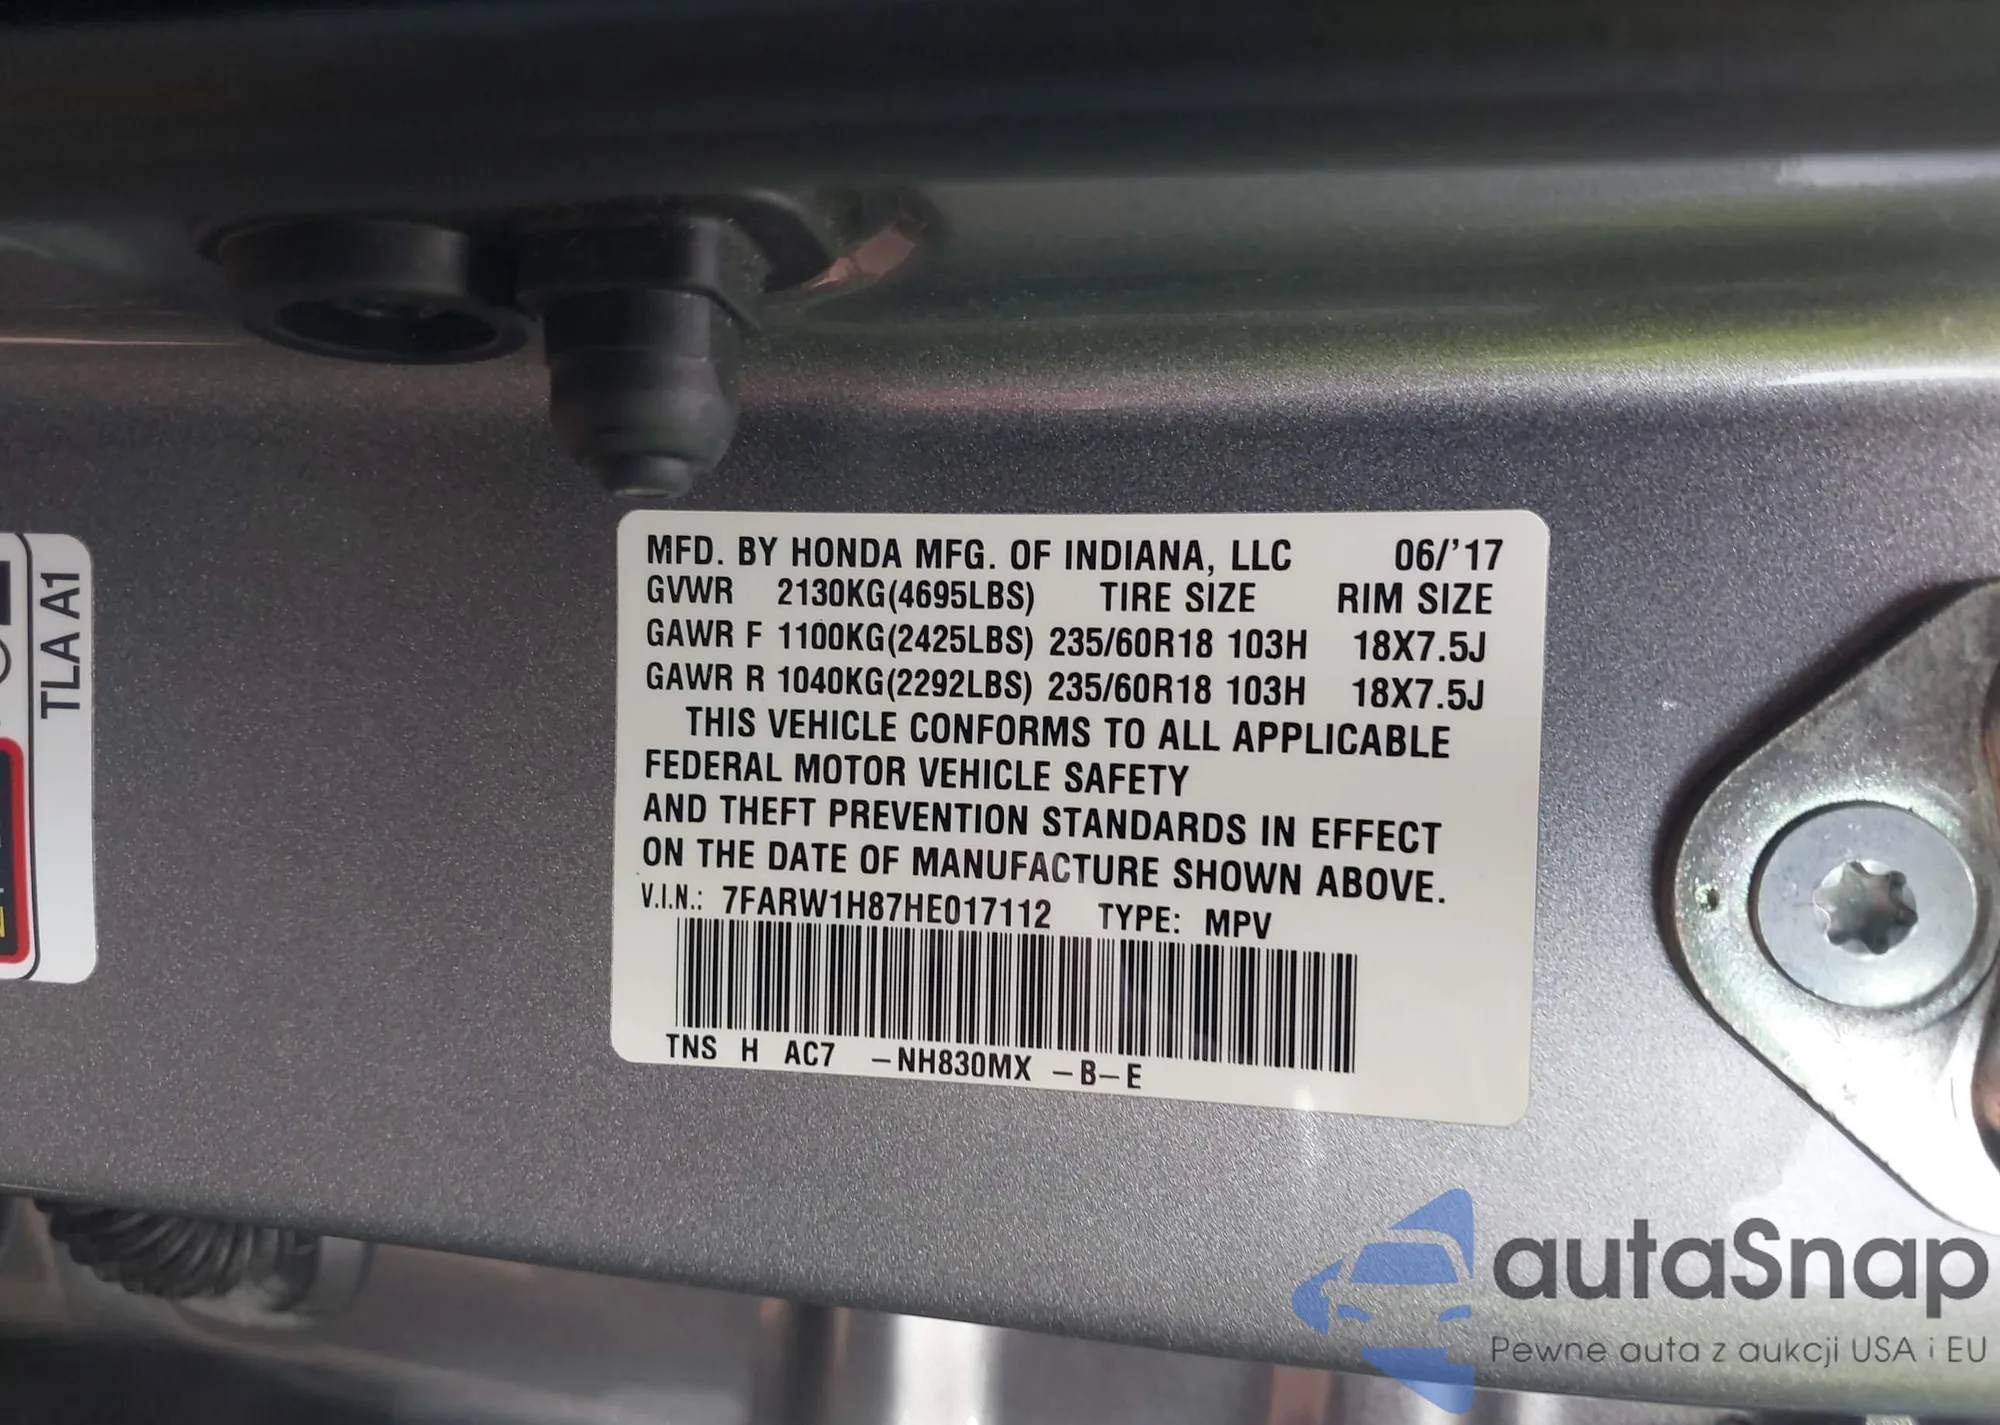 MFD. BY HONDA MFG. OF INDIANA, LLC 06/'17
GVWR 2130KG(4695LBS) TIRE SIZE RIM SIZE
GAWR F 1100KG(2425LBS) 235/60R18 103H 18X7.5J
GAWR R 1040KG(2292LBS) 235/60R18 103H 18X7.5J
THIS VEHICLE CONFORMS TO ALL APPLICABLE
FEDERAL MOTOR VEHICLE SAFETY
AND THEFT PREVENTION STANDARDS IN EFFECT
ON THE DATE OF MANUFACTURE SHOWN ABOVE.
V.I.N.: 7FARW1H87HE017112 TYPE: MPV
TNS H AC7 -NH830MX -B-E
TLA A1
autaSnap
Pewne auta z aukcji USA i EU